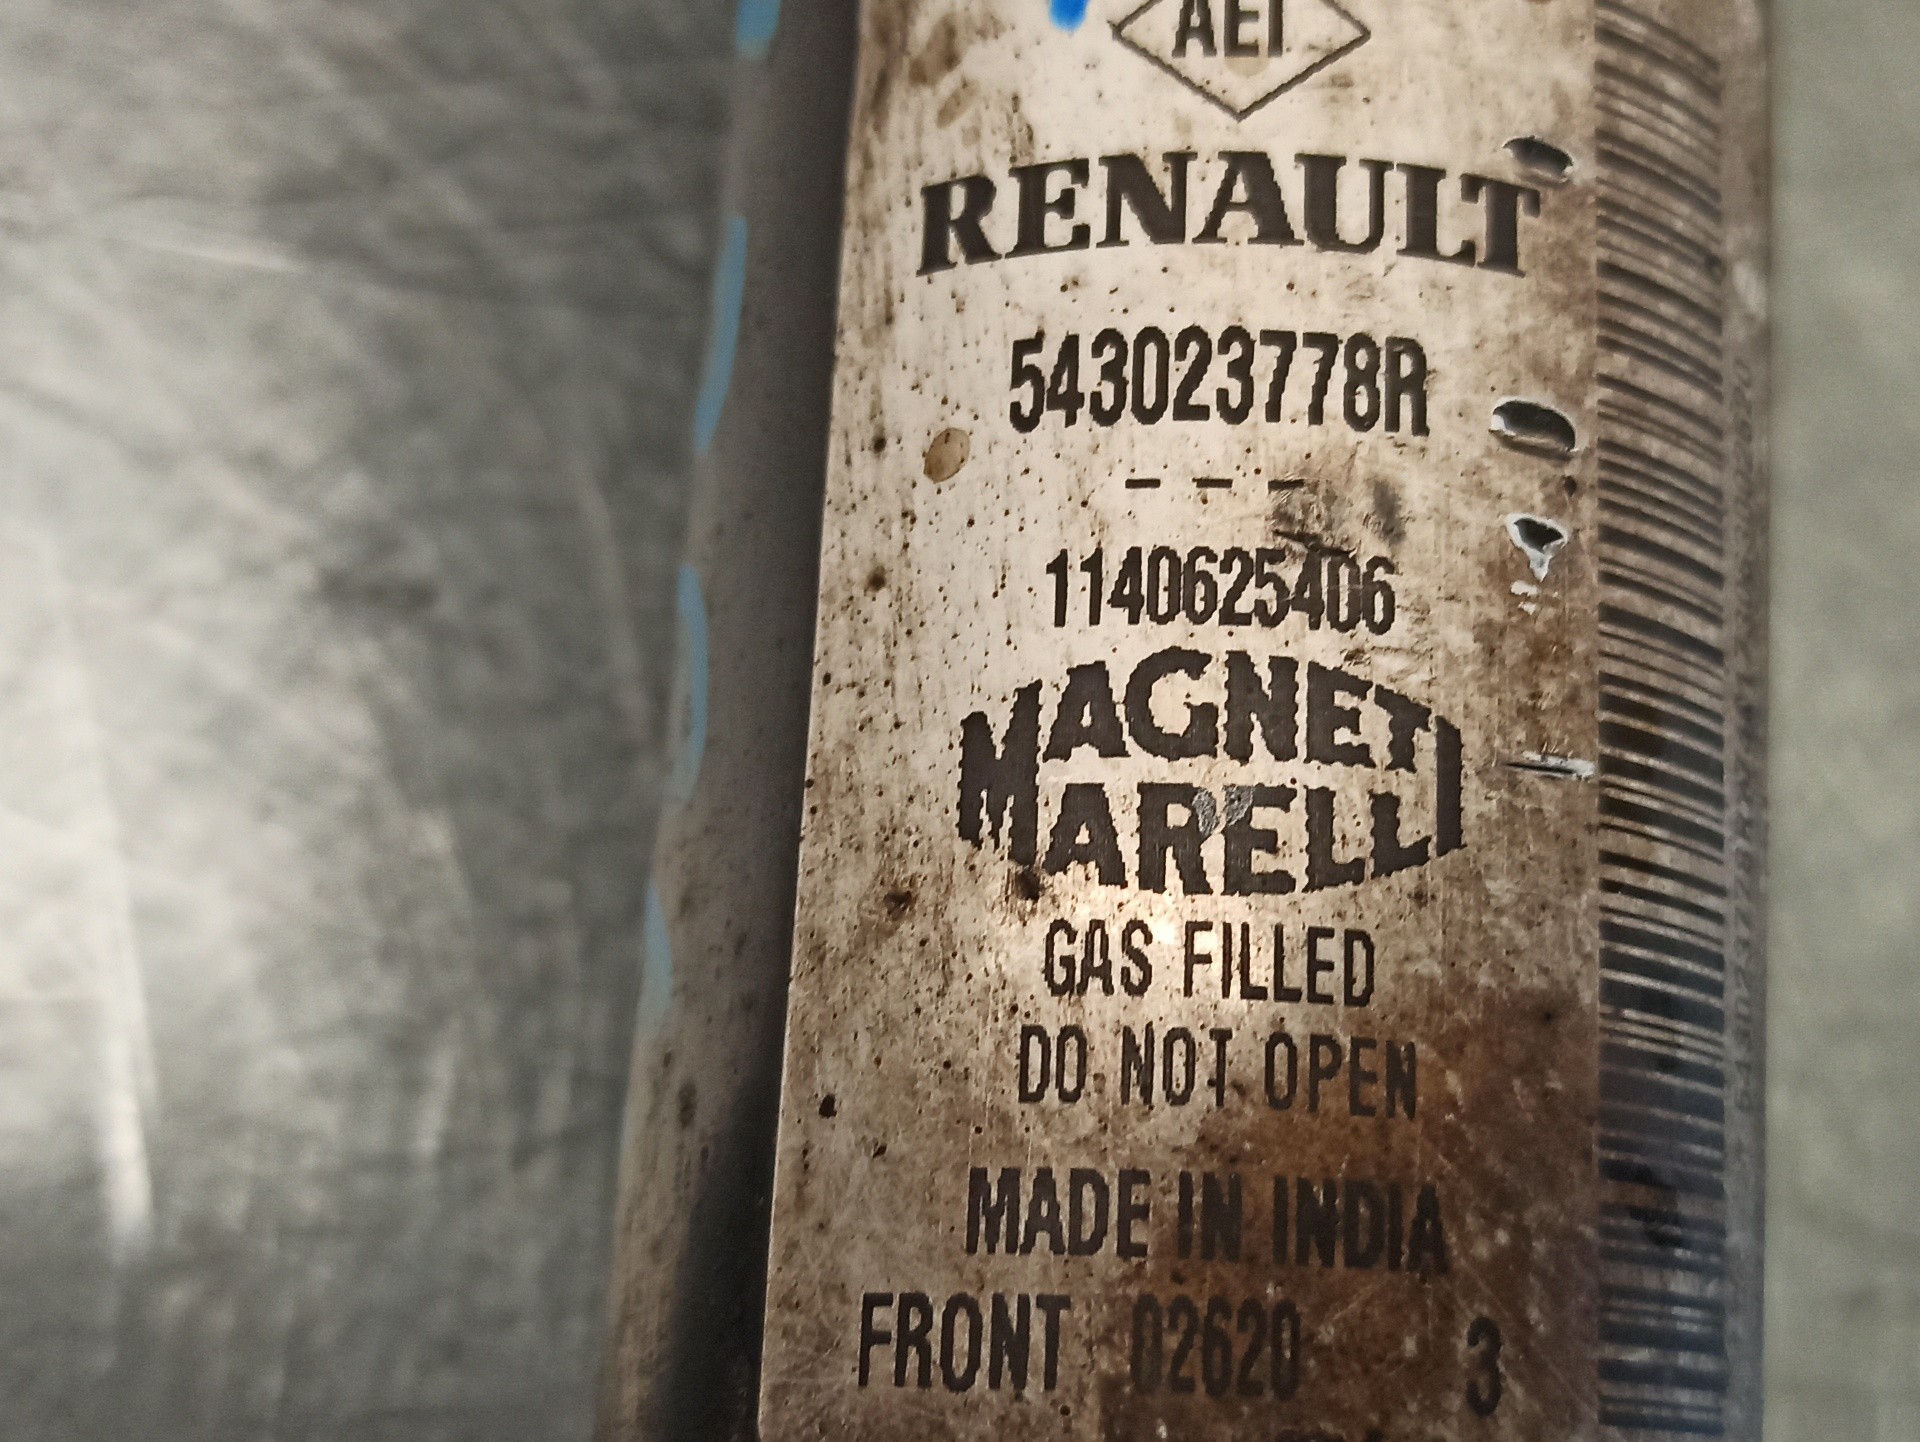 AEI
RENAULT
543023778R
- - -
1140625406
MAGNETI
MARELLI
GAS FILLED
DO NOT OPEN
MADE IN INDIA
FRONT 02620 3